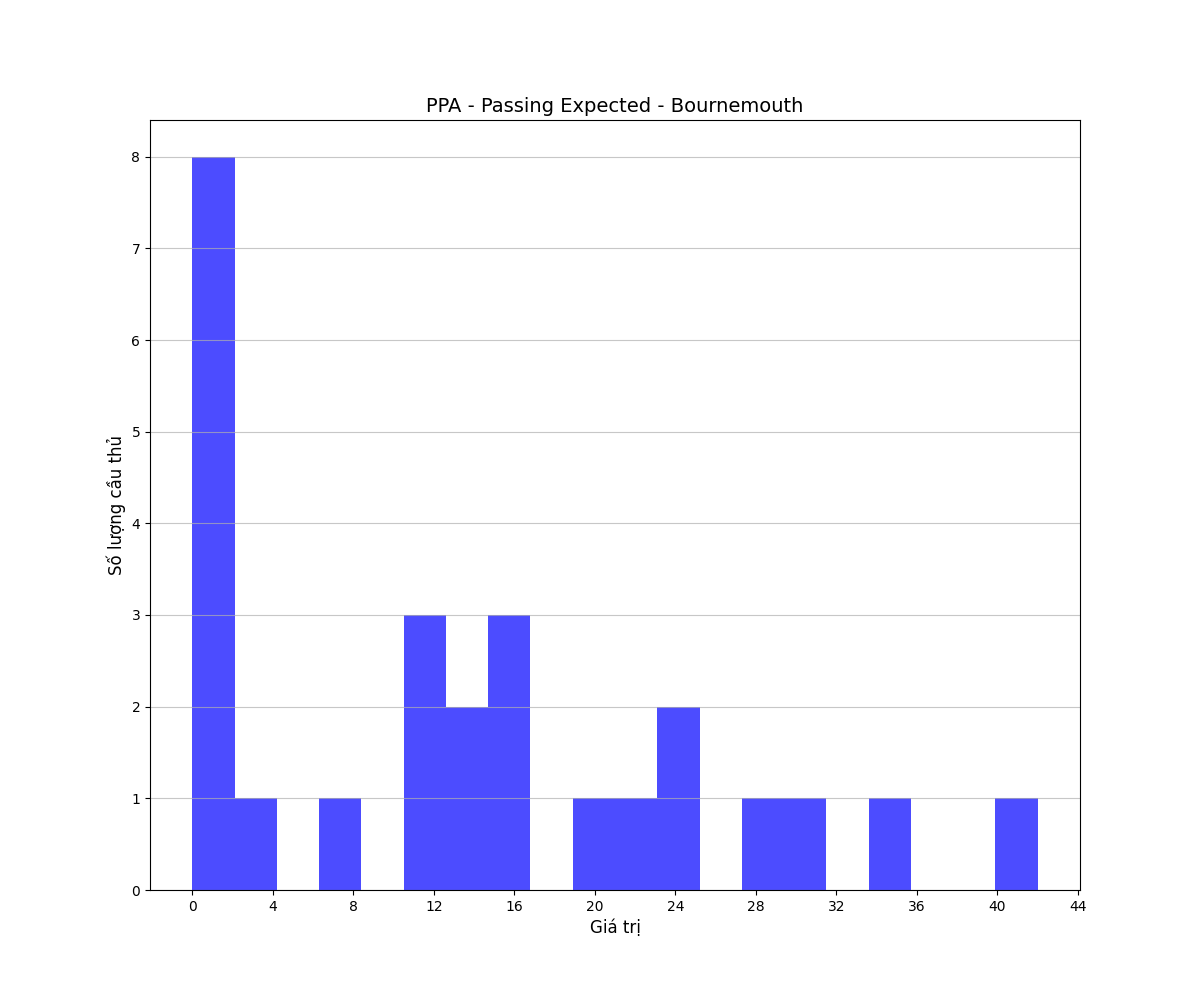 PPA - Passing Expected - Bournemouth
Số lượng cầu thủ
8
7
6
5
4
3
2
1
0
0 4 8 12 16 20 24 28 32 36 40 44
Giá trị